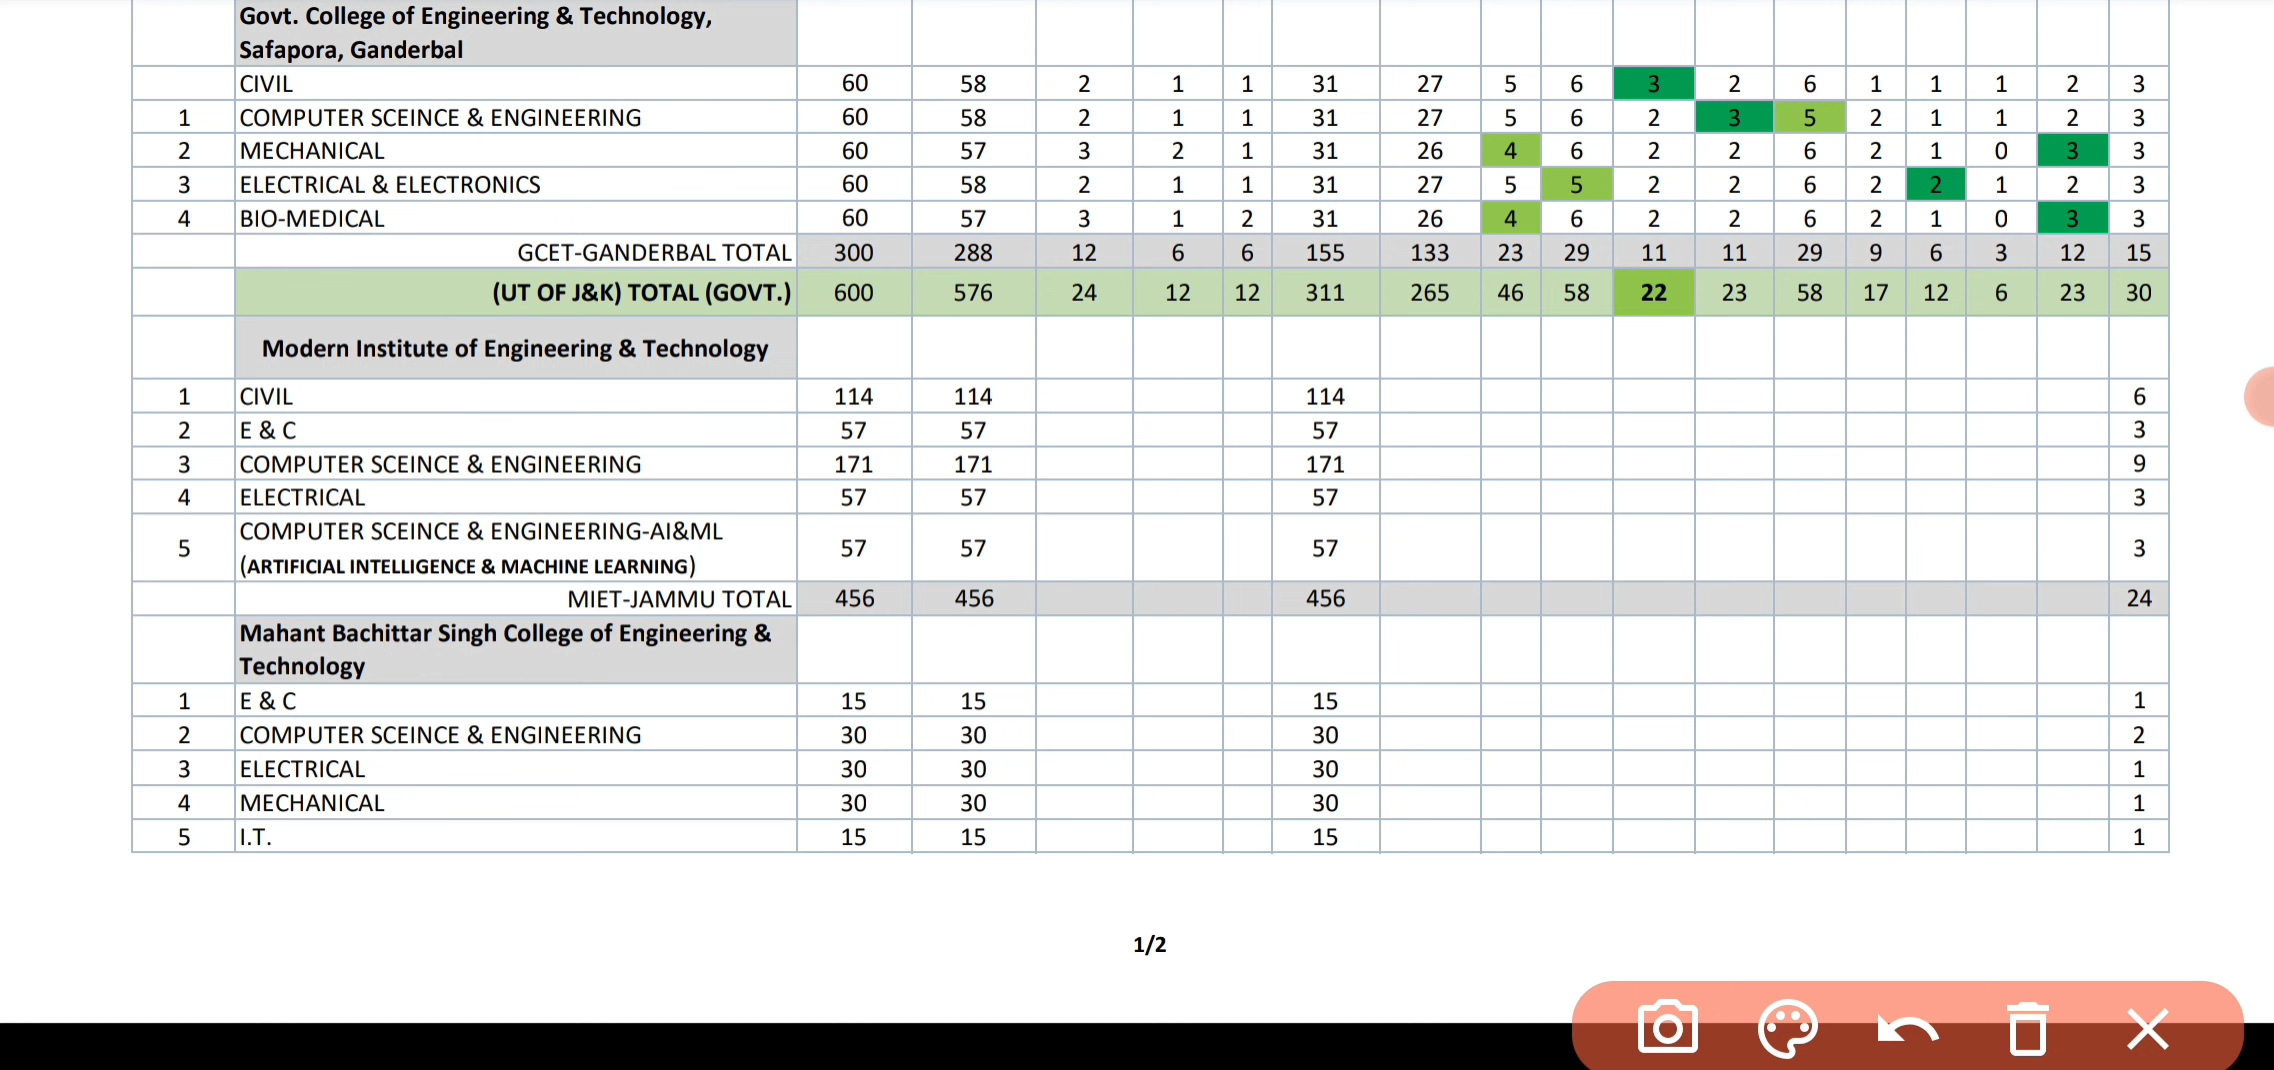 Govt. College of Engineering & Technology,
Safapora, Ganderbal
CIVIL 60 58 2 1 1 31 27 5 6 3 2 6 1 1 1 2 3
1 COMPUTER SCEINCE & ENGINEERING 60 58 2 1 1 31 27 5 6 2 3 5 2 1 1 2 3
2 MECHANICAL 60 57 3 2 1 31 26 4 6 2 2 6 2 1 0 3 3
3 ELECTRICAL & ELECTRONICS 60 58 2 1 1 31 27 5 5 2 2 6 2 2 1 2 3
4 BIO-MEDICAL 60 57 3 1 2 31 26 4 6 2 2 6 2 1 0 3 3
GCET-GANDERBAL TOTAL 300 288 12 6 6 155 133 23 29 11 11 29 9 6 3 12 15
(UT OF J&K) TOTAL (GOVT.) 600 576 24 12 12 311 265 46 58 22 23 58 17 12 6 23 30
Modern Institute of Engineering & Technology
1 CIVIL 114 114 114 6
2 E & C 57 57 57 3
3 COMPUTER SCEINCE & ENGINEERING 171 171 171 9
4 ELECTRICAL 57 57 57 3
5 COMPUTER SCEINCE & ENGINEERING-AI&ML 57 57 57 3
(ARTIFICIAL INTELLIGENCE & MACHINE LEARNING)
MIET-JAMMU TOTAL 456 456 456 24
Mahant Bachittar Singh College of Engineering &
Technology
1 E & C 15 15 15 1
2 COMPUTER SCEINCE & ENGINEERING 30 30 30 2
3 ELECTRICAL 30 30 30 1
4 MECHANICAL 30 30 30 1
5 I.T. 15 15 15 1
1/2